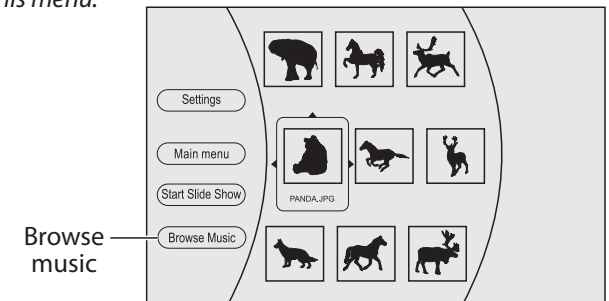 his menu.
Settings
Main menu
Start Slide Show
Browse Music
PANDA.JPG
Browse
music